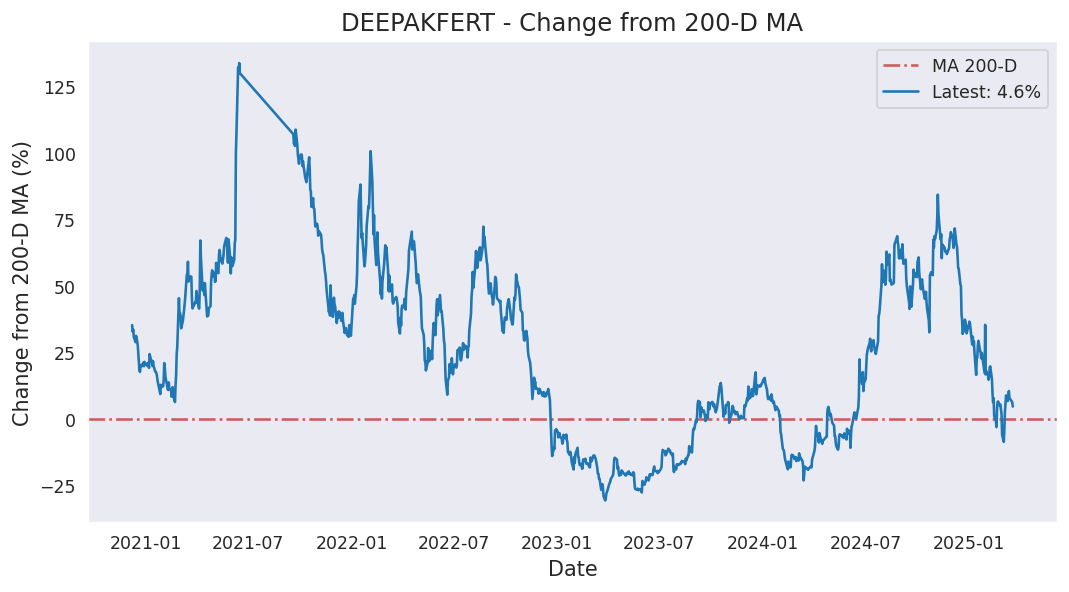 DEEPAKFERT - Change from 200-D MA
MA 200-D
Latest: 4.6%
Change from 200-D MA (%)
125
100
75
50
25
0
−25
2021-01 2021-07 2022-01 2022-07 2023-01 2023-07 2024-01 2024-07 2025-01
Date